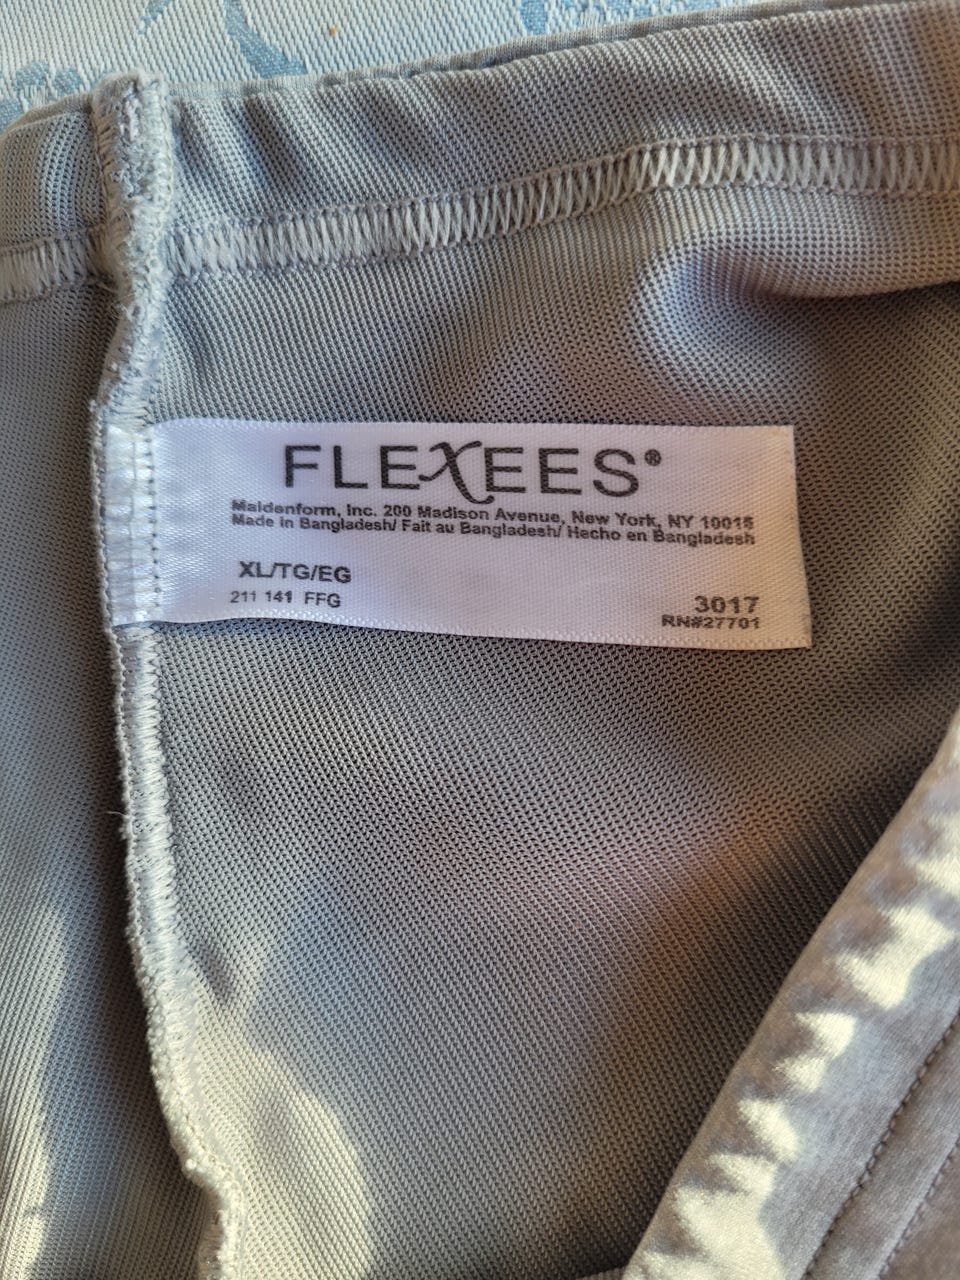 FLEXEES®
Maidenform, Inc. 200 Madison Avenue, New York, NY 10016
Made in Bangladesh/ Fait au Bangladesh/ Hecho en Bangladesh
XL/TG/EG
211 141 FFG
3017
RN#27701